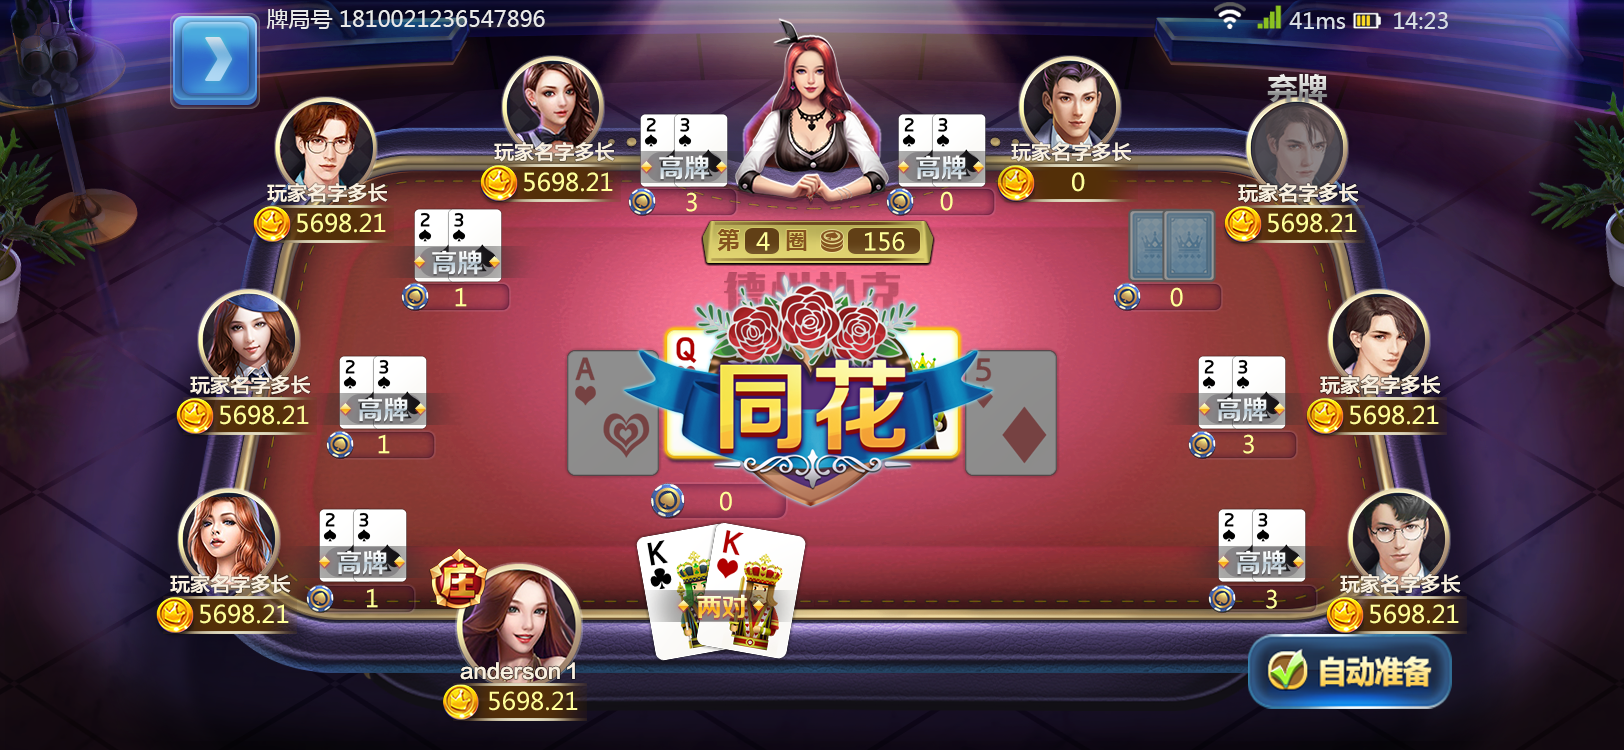 牌局号 1810021236547896
41ms 14:23
弃牌
玩家名字多长
5698.21
2 3
高牌
3
2 3
高牌
0
玩家名字多长
0
玩家名字多长
5698.21
2 3
高牌
1
第 4 圈 156
德州扑克
0
玩家名字多长
5698.21
玩家名字多长
5698.21
2 3
高牌
1
A
Q
同花
5
2 3
高牌
3
玩家名字多长
5698.21
0
玩家名字多长
5698.21
2 3
高牌
1
庄
K K
两对
2 3
高牌
3
玩家名字多长
5698.21
anderson 1
5698.21
自动准备